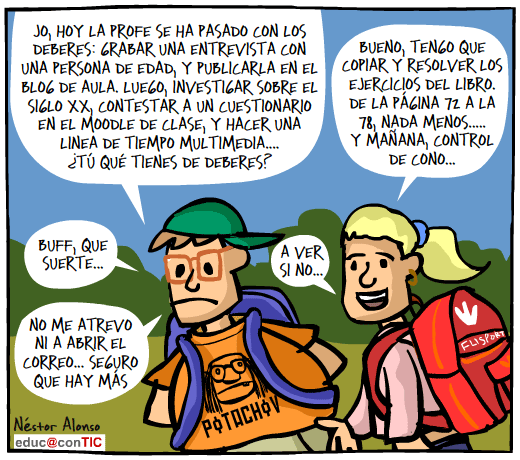 JO, HOY LA PROFE SE HA PASADO CON LOS
DEBERES: GRABAR UNA ENTREVISTA CON
UNA PERSONA DE EDAD, Y PUBLICARLA EN EL
BLOG DE AULA. LUEGO, INVESTIGAR SOBRE EL
SIGLO XX, CONTESTAR A UN CUESTIONARIO
EN EL MOODLE DE CLASE, Y HACER UNA
LINEA DE TIEMPO MULTIMEDIA....
¿TÚ QUÉ TIENES DE DEBERES?
BUENO, TENGO QUE
COPIAR Y RESOLVER LOS
EJERCICIOS DEL LIBRO.
DE LA PÁGINA 72 A LA
78, NADA MENOS.....
Y MAÑANA, CONTROL
DE CONO...
BUFF, QUE
SUERTE...
A VER
SI NO...
NO ME ATREVO
NI A ABRIR EL
CORREO... SEGURO
QUE HAY MÁS
POTOCHOV
FLISPORT
Néstor Alonso
educ@conTIC